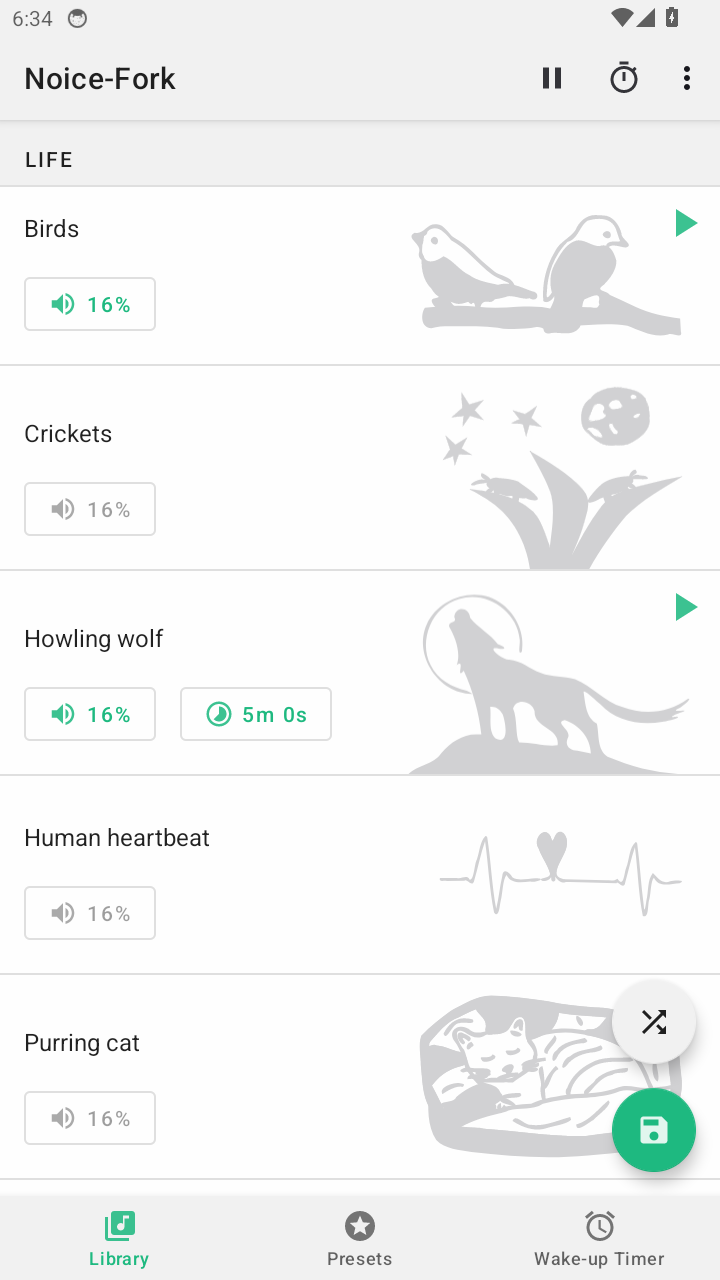 6:34
Noice-Fork
LIFE
Birds
16%
Crickets
16%
Howling wolf
16% 5m 0s
Human heartbeat
16%
Purring cat
16%
Library Presets Wake-up Timer